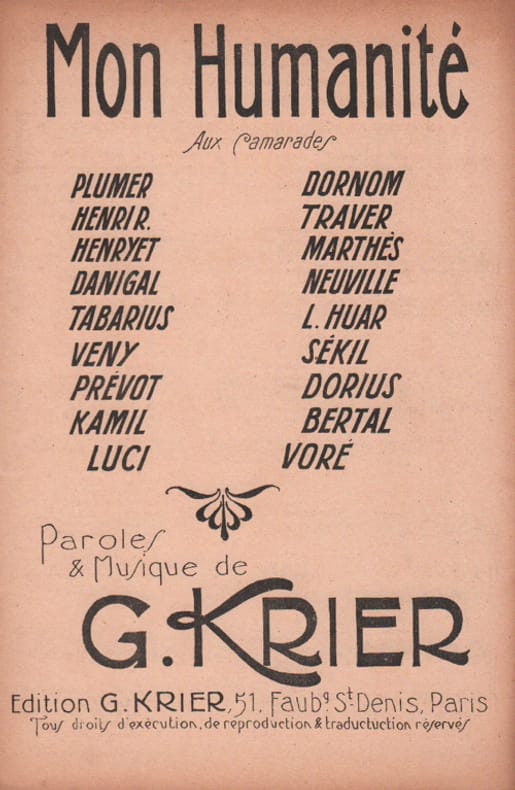 Mon Humanité
Aux Camarades
PLUMER
HENRI R.
HENRYET
DANIGAL
TABARIUS
VENY
PRÉVOT
KAMIL
LUCI
DORNOM
TRAVER
MARTHÈS
NEUVILLE
L. HUAR
SÉKIL
DORIUS
BERTAL
VORÉ
Paroles
& Musique de
G. KRIER
Edition G. KRIER, 51, Faubg. St Denis, Paris
Tous droits d'exécution, de reproduction & traductuction réservés